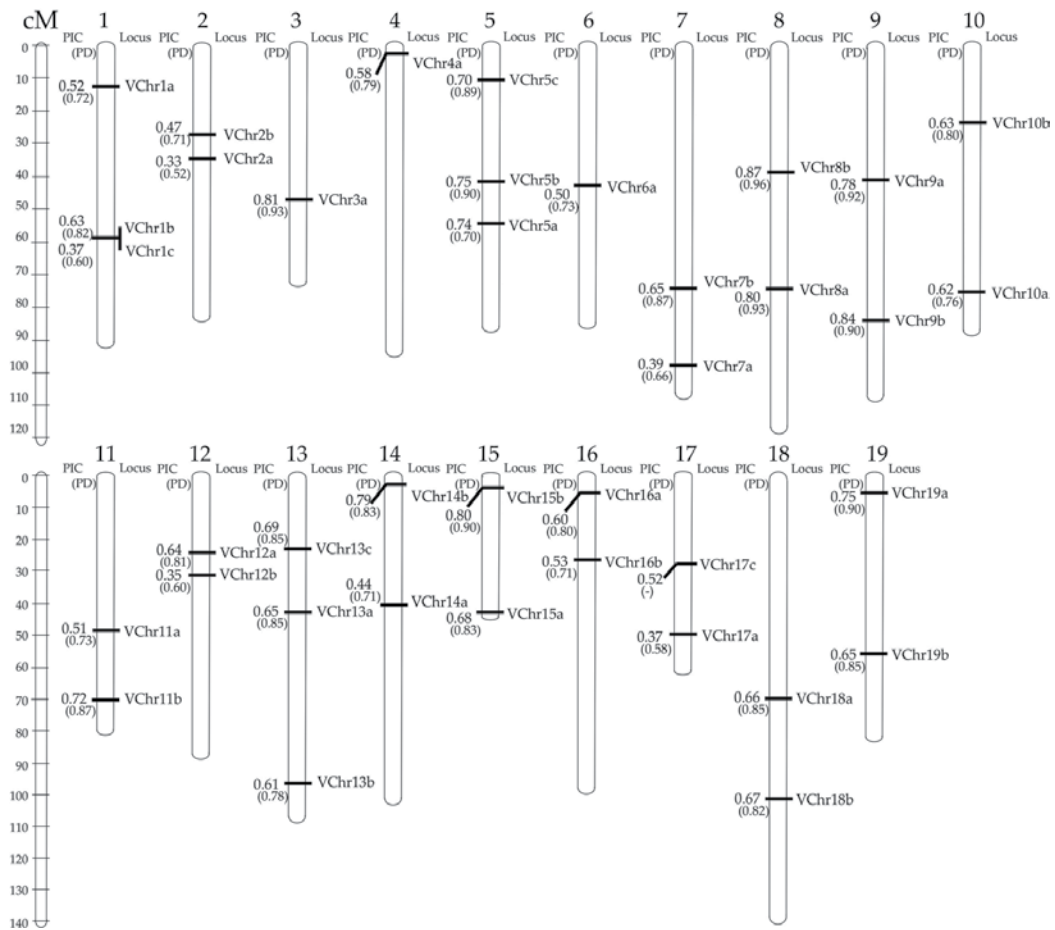 cM 1 2 3 4 5 6 7 8 9 10
PIC Locus PIC Locus PIC Locus PIC Locus PIC Locus PIC Locus PIC Locus PIC Locus PIC Locus PIC Locus
(PD) (PD) (PD) (PD) (PD) (PD) (PD) (PD) (PD) (PD)
0
10
20
30
40
50
60
70
80
90
100
110
120
0.52 VChr1a
(0.72)
0.63 VChr1b
(0.82)
0.37 VChr1c
(0.60)
0.47 VChr2b
(0.71)
0.33 VChr2a
(0.52)
0.81 VChr3a
(0.93)
VChr4a
0.58
(0.79)
0.70 VChr5c
(0.89)
0.75 VChr5b
(0.90)
0.74 VChr5a
(0.70)
0.50 VChr6a
(0.73)
0.65 VChr7b
(0.87)
0.39 VChr7a
(0.66)
0.87 VChr8b
(0.96)
0.80 VChr8a
(0.93)
0.78 VChr9a
(0.92)
0.84 VChr9b
(0.90)
0.63 VChr10b
(0.80)
0.62 VChr10a
(0.76)
11 12 13 14 15 16 17 18 19
PIC Locus PIC Locus PIC Locus PIC Locus PIC Locus PIC Locus PIC Locus PIC Locus PIC Locus
(PD) (PD) (PD) (PD) (PD) (PD) (PD) (PD) (PD)
0
10
20
30
40
50
60
70
80
90
100
110
120
130
140
0.51 VChr11a
(0.73)
0.72 VChr11b
(0.87)
0.64 VChr12a
(0.81)
0.35 VChr12b
(0.60)
0.69
(0.85) VChr13c
0.65 VChr13a
(0.85)
0.61 VChr13b
(0.78)
0.79 VChr14b
(0.83)
0.44
(0.71) VChr14a
VChr15b
0.80
(0.90)
0.68 VChr15a
(0.83)
VChr16a
0.60
(0.80)
0.53 VChr16b
(0.71)
VChr17c
0.52
(-)
0.37 VChr17a
(0.58)
0.66 VChr18a
(0.85)
0.67 VChr18b
(0.82)
0.75 VChr19a
(0.90)
0.65 VChr19b
(0.85)